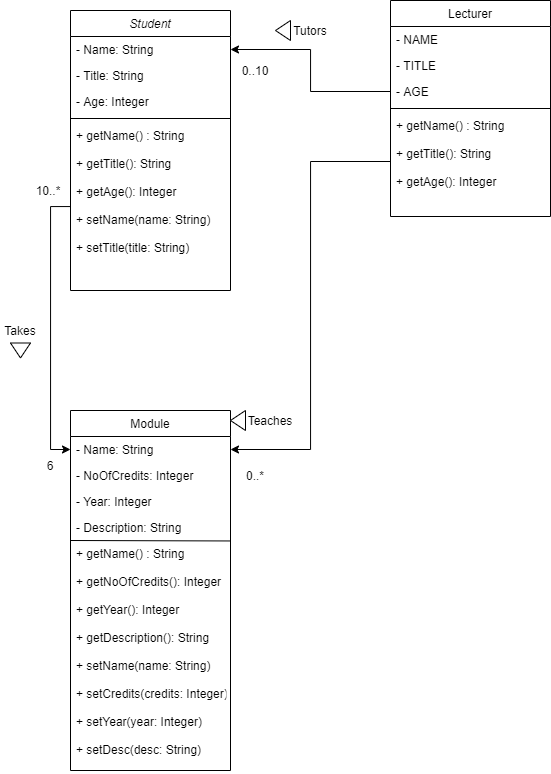 Student
- Name: String
- Title: String
- Age: Integer
+ getName() : String
+ getTitle(): String
+ getAge(): Integer
+ setName(name: String)
+ setTitle(title: String)
Tutors
0..10
Lecturer
- NAME
- TITLE
- AGE
+ getName() : String
+ getTitle(): String
+ getAge(): Integer
10..*
Takes
6
Module
- Name: String
- NoOfCredits: Integer
- Year: Integer
- Description: String
+ getName() : String
+ getNoOfCredits(): Integer
+ getYear(): Integer
+ getDescription(): String
+ setName(name: String)
+ setCredits(credits: Integer)
+ setYear(year: Integer)
+ setDesc(desc: String)
Teaches
0..*